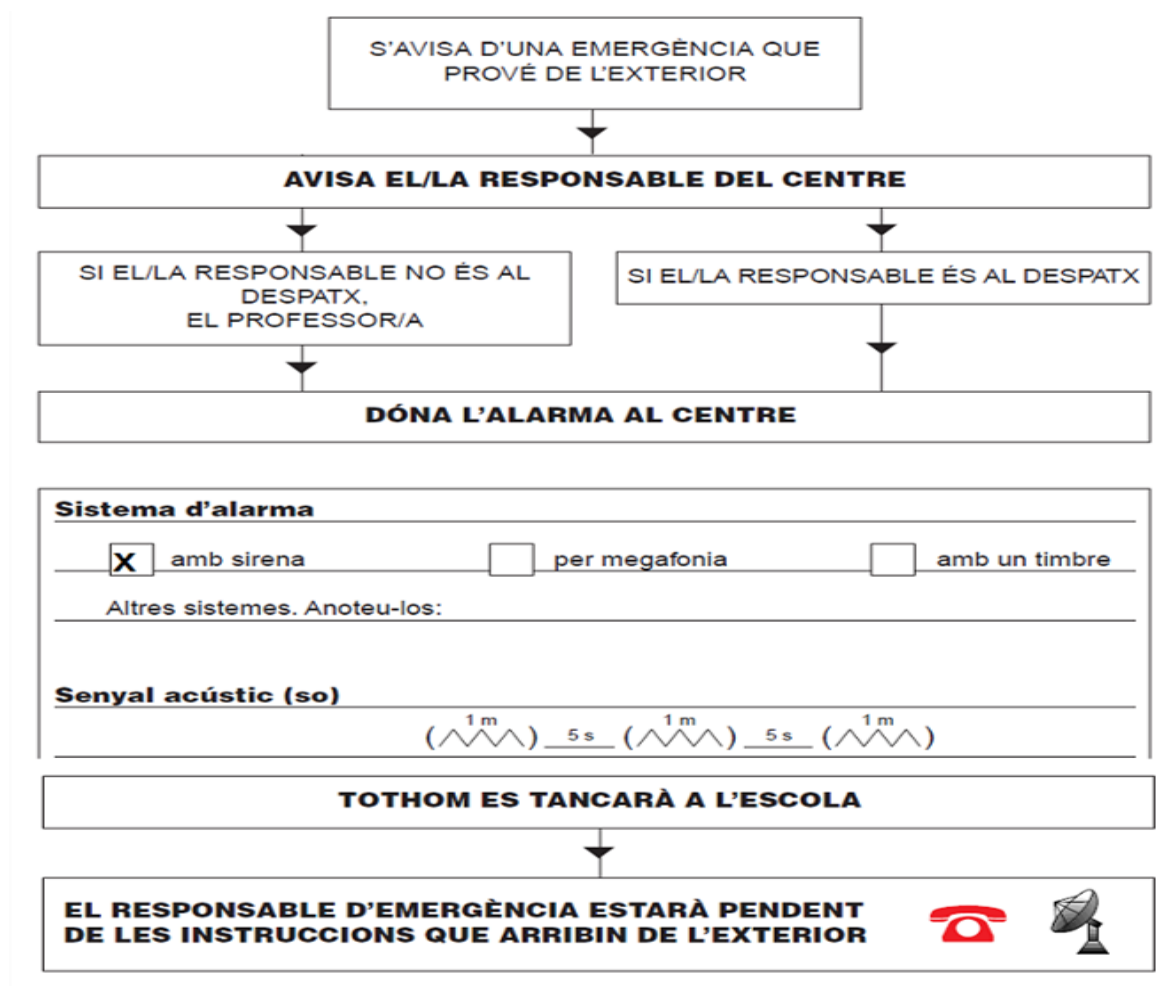 S'AVISA D'UNA EMERGÈNCIA QUE
PROVÉ DE L'EXTERIOR
AVISA EL/LA RESPONSABLE DEL CENTRE
SI EL/LA RESPONSABLE NO ÉS AL
DESPATX,
EL PROFESSOR/A
SI EL/LA RESPONSABLE ÉS AL DESPATX
DÓNA L'ALARMA AL CENTRE
Sistema d'alarma
X amb sirena per megafonia amb un timbre
Altres sistemes. Anoteu-los:
Senyal acústic (so)
1 m 5 s 1 m 5 s 1 m
TOTHOM ES TANCARÀ A L'ESCOLA
EL RESPONSABLE D'EMERGÈNCIA ESTARÀ PENDENT
DE LES INSTRUCCIONS QUE ARRIBIN DE L'EXTERIOR